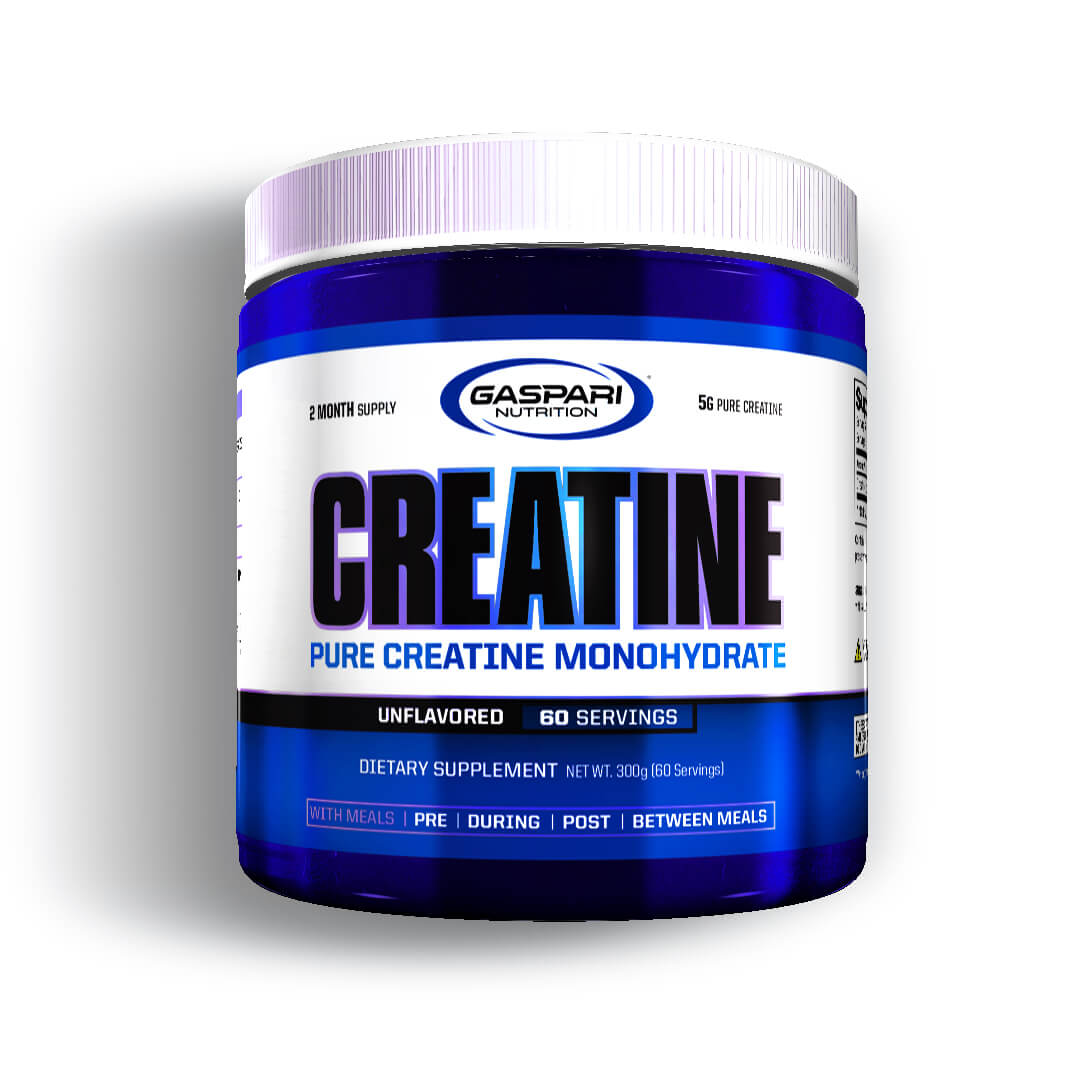 GASPARI
NUTRITION
2 MONTH SUPPLY
5G PURE CREATINE
CREATINE
PURE CREATINE MONOHYDRATE
UNFLAVORED 60 SERVINGS
DIETARY SUPPLEMENT NET WT. 300g (60 Servings)
WITH MEALS | PRE | DURING | POST | BETWEEN MEALS